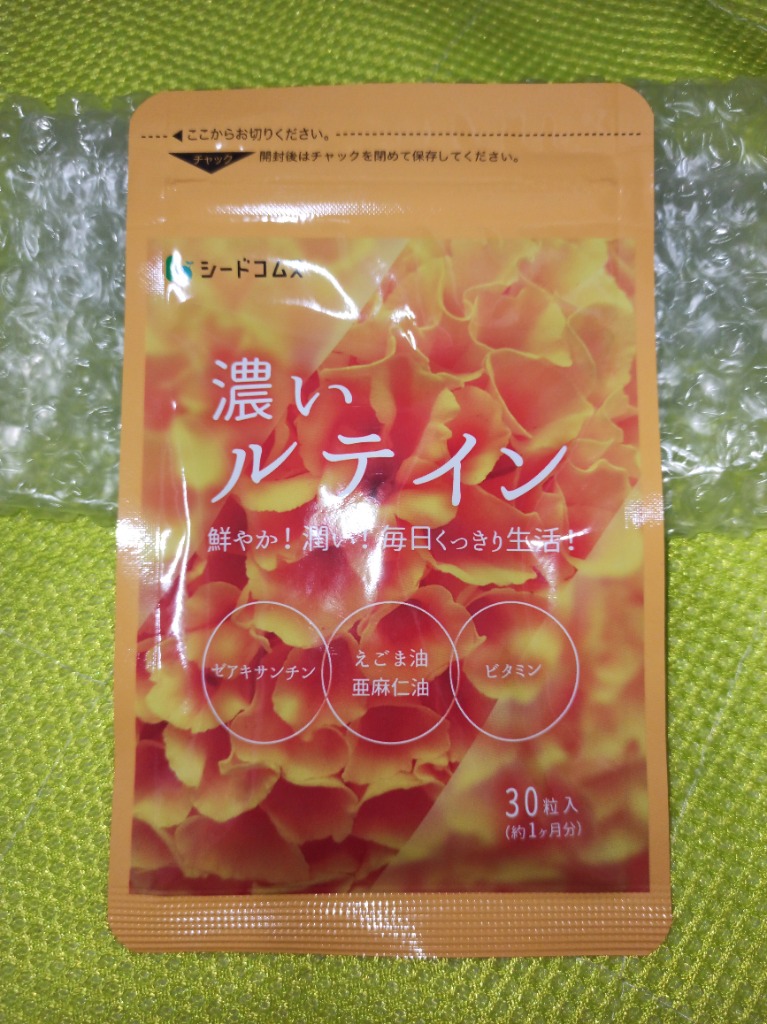 ここからお切りください。
チャック 開封後はチャックを閉めて保存してください。
シードコムス
濃い
ルテイン
鮮やか！潤い！毎日くっきり生活！
ゼアキサンチン
えごま油
亜麻仁油
ビタミン
30粒入
(約1ヶ月分)